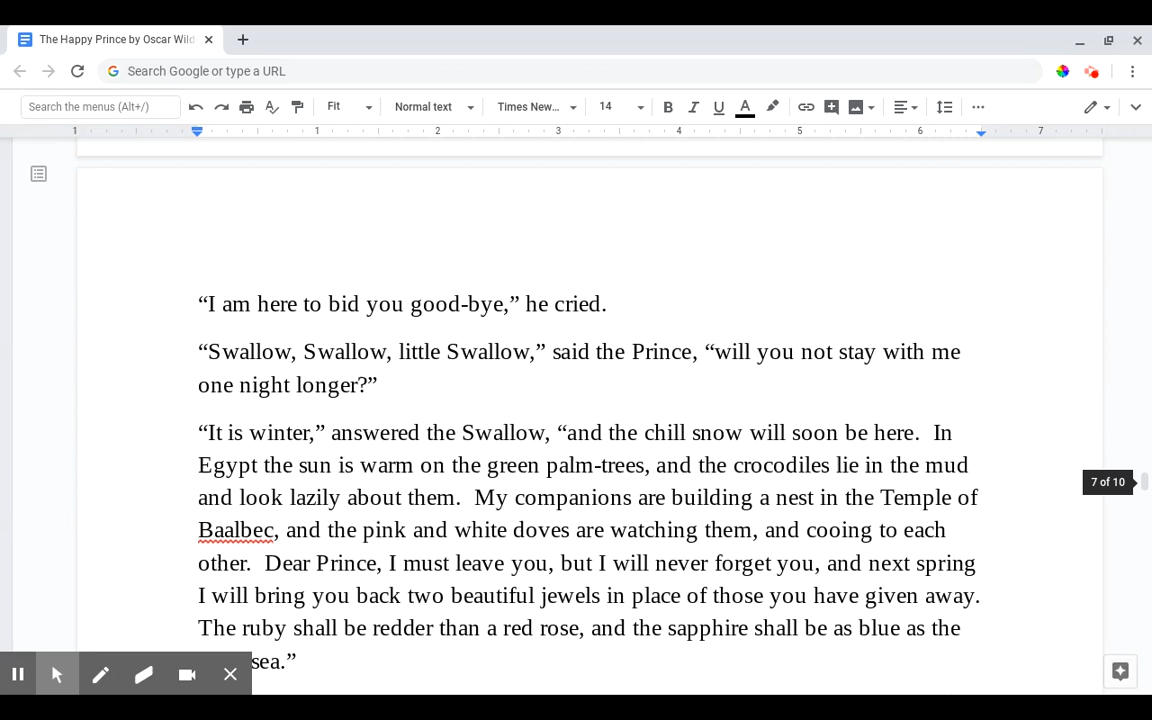 The Happy Prince by Oscar Wild
Search Google or type a URL
Search the menus (Alt+/)
Fit
Normal text
Times New...
14
B I U A
1 1 2 3 4 5 6 7
“I am here to bid you good-bye,” he cried.
“Swallow, Swallow, little Swallow,” said the Prince, “will you not stay with me
one night longer?”
“It is winter,” answered the Swallow, “and the chill snow will soon be here.  In
Egypt the sun is warm on the green palm-trees, and the crocodiles lie in the mud
and look lazily about them.  My companions are building a nest in the Temple of
7 of 10
Baalbec, and the pink and white doves are watching them, and cooing to each
other.  Dear Prince, I must leave you, but I will never forget you, and next spring
I will bring you back two beautiful jewels in place of those you have given away.
The ruby shall be redder than a red rose, and the sapphire shall be as blue as the
sea.”